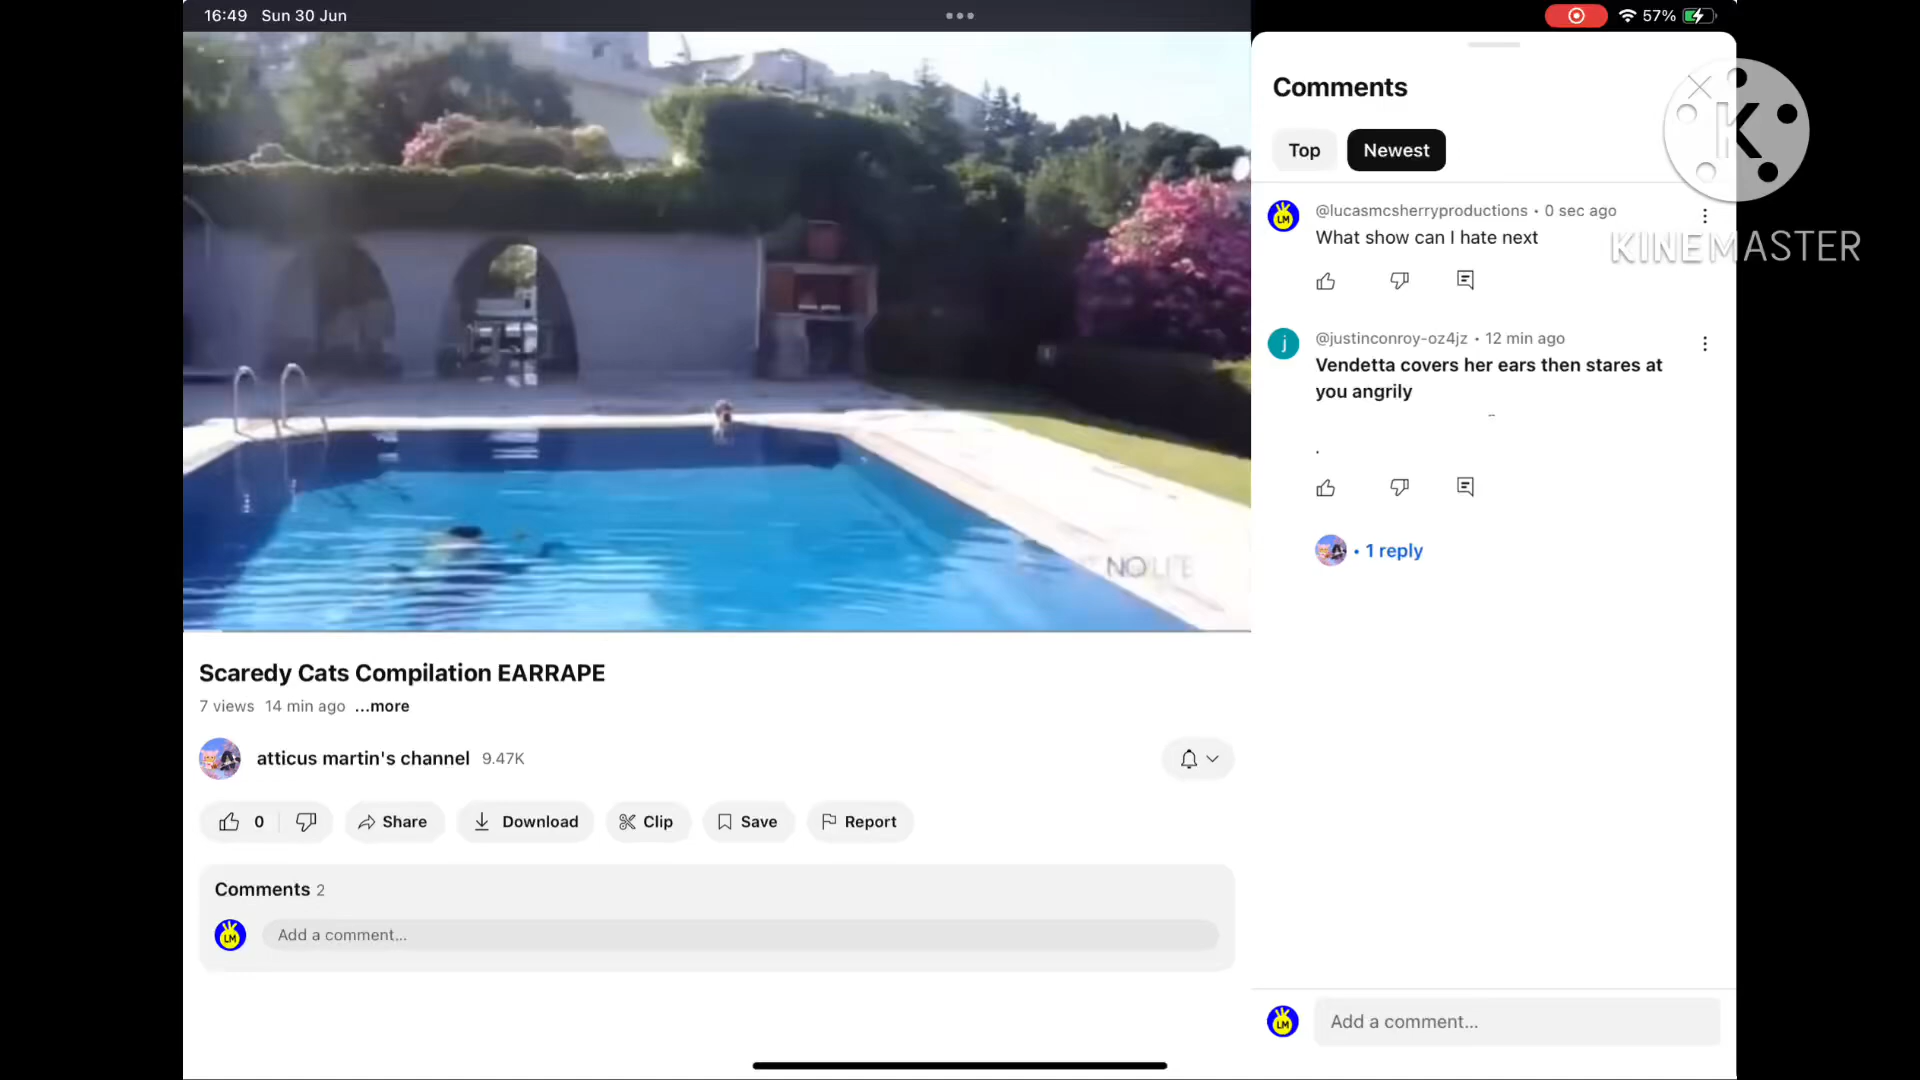 16:49 Sun 30 Jun
57%
Comments
Top
Newest
K
KINEMASTER
LM
@lucasmcsherryproductions • 0 sec ago
What show can I hate next
j
@justinconroy-oz4jz • 12 min ago
Vendetta covers her ears then stares at
you angrily
.
• 1 reply
Scaredy Cats Compilation EARRAPE
7 views 14 min ago ...more
atticus martin's channel 9.47K
0
Share
Download
Clip
Save
Report
Comments 2
LM
Add a comment...
LM
Add a comment...